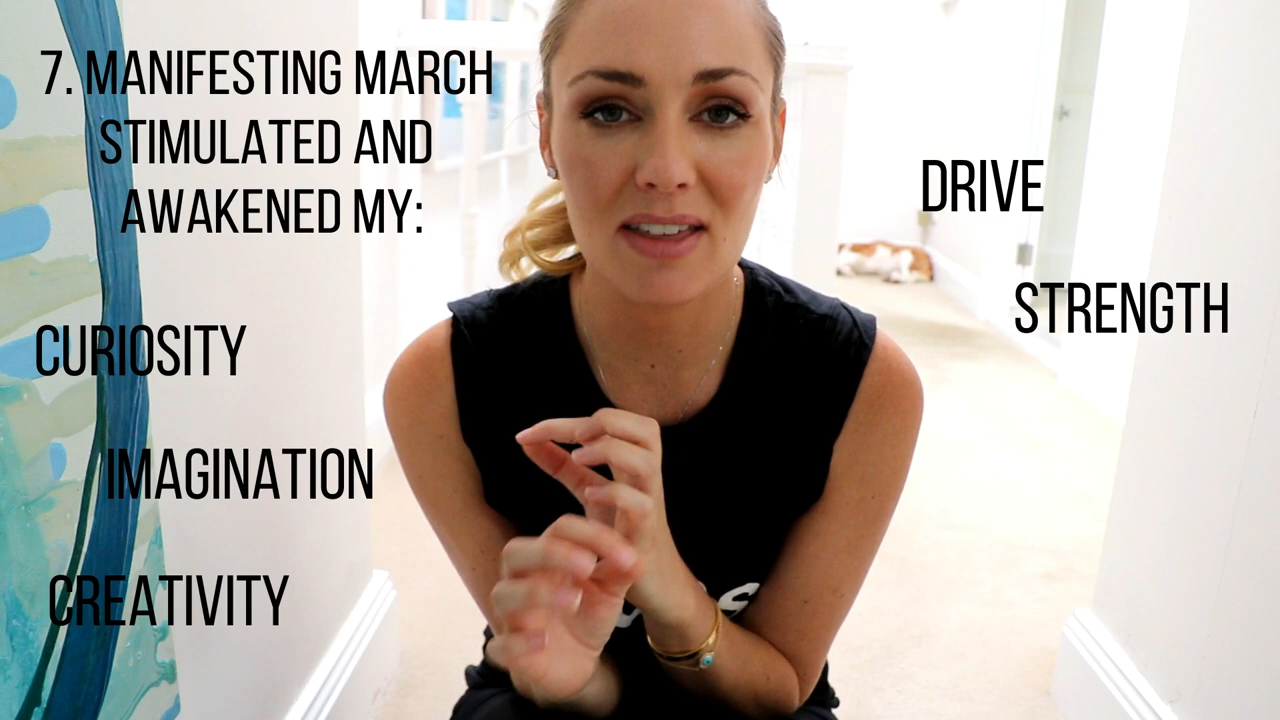 7. MANIFESTING MARCH
STIMULATED AND
AWAKENED MY:
CURIOSITY
IMAGINATION
CREATIVITY
DRIVE
STRENGTH